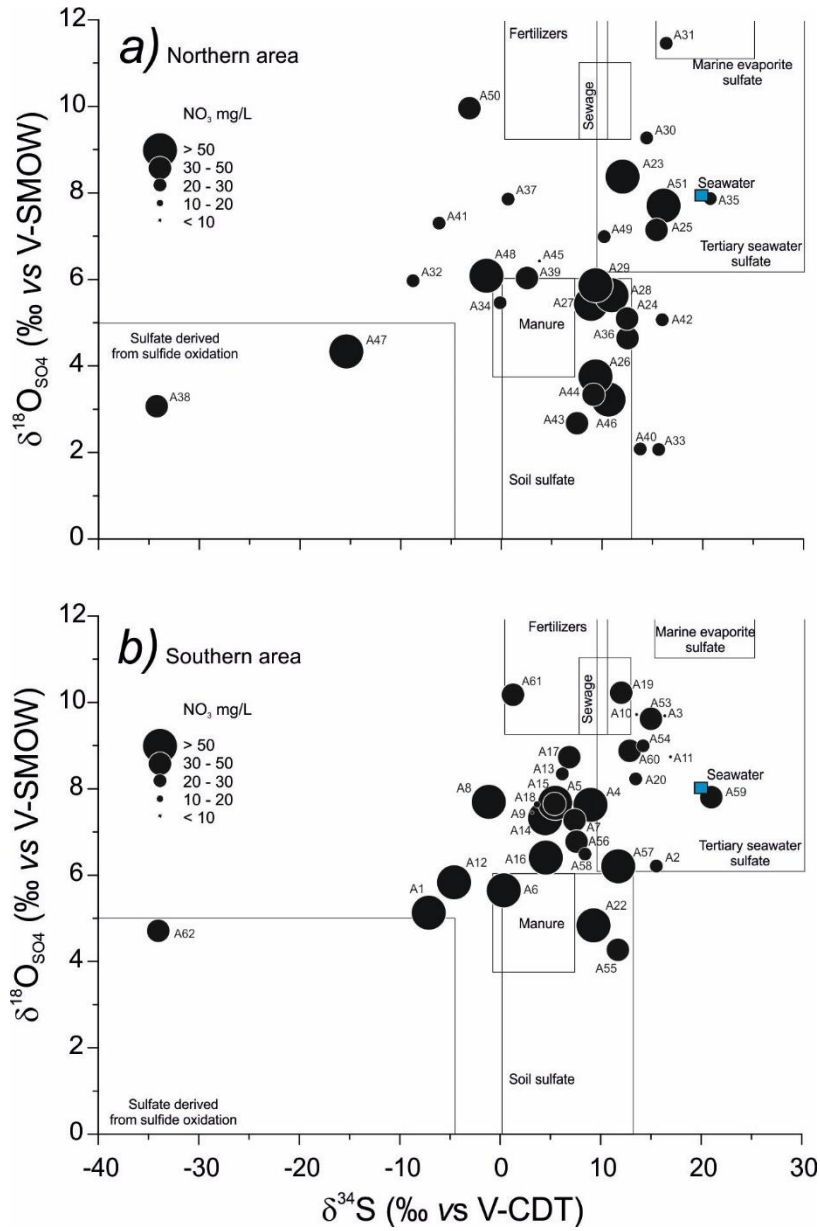 12
10
8
6
4
2
0
δ18OSO4 (‰ vs V-SMOW)
a) Northern area
NO3 mg/L
> 50
30 - 50
20 - 30
10 - 20
< 10
Fertilizers
Sewage
A31
Marine evaporite
sulfate
A50
A30
A23
A37
A51
Seawater
A35
A41
A49
A25
A45
Tertiary seawater
sulfate
A48
A32
A39
A29
A34
A27
A28
A24
Manure
A42
A36
Sulfate derived
from sulfide oxidation
A47
A26
A38
A44
A43
A46
A40
A33
Soil sulfate
12
10
8
6
4
2
0
δ18OSO4 (‰ vs V-SMOW)
b) Southern area
NO3 mg/L
> 50
30 - 50
20 - 30
10 - 20
< 10
Fertilizers
Sewage
Marine evaporite
sulfate
A61
A19
A53
A10
A3
A17
A54
A13
A60
A11
A15
A20
Seawater
A8
A18
A5
A4
A59
A9
A14
A7
A56
A57
Tertiary seawater
sulfate
A16
A58
A2
A12
A1
A6
A22
Manure
A62
A55
Soil sulfate
Sulfate derived
from sulfide oxidation
-40
-30
-20
-10
0
10
20
30
δ34S (‰ vs V-CDT)